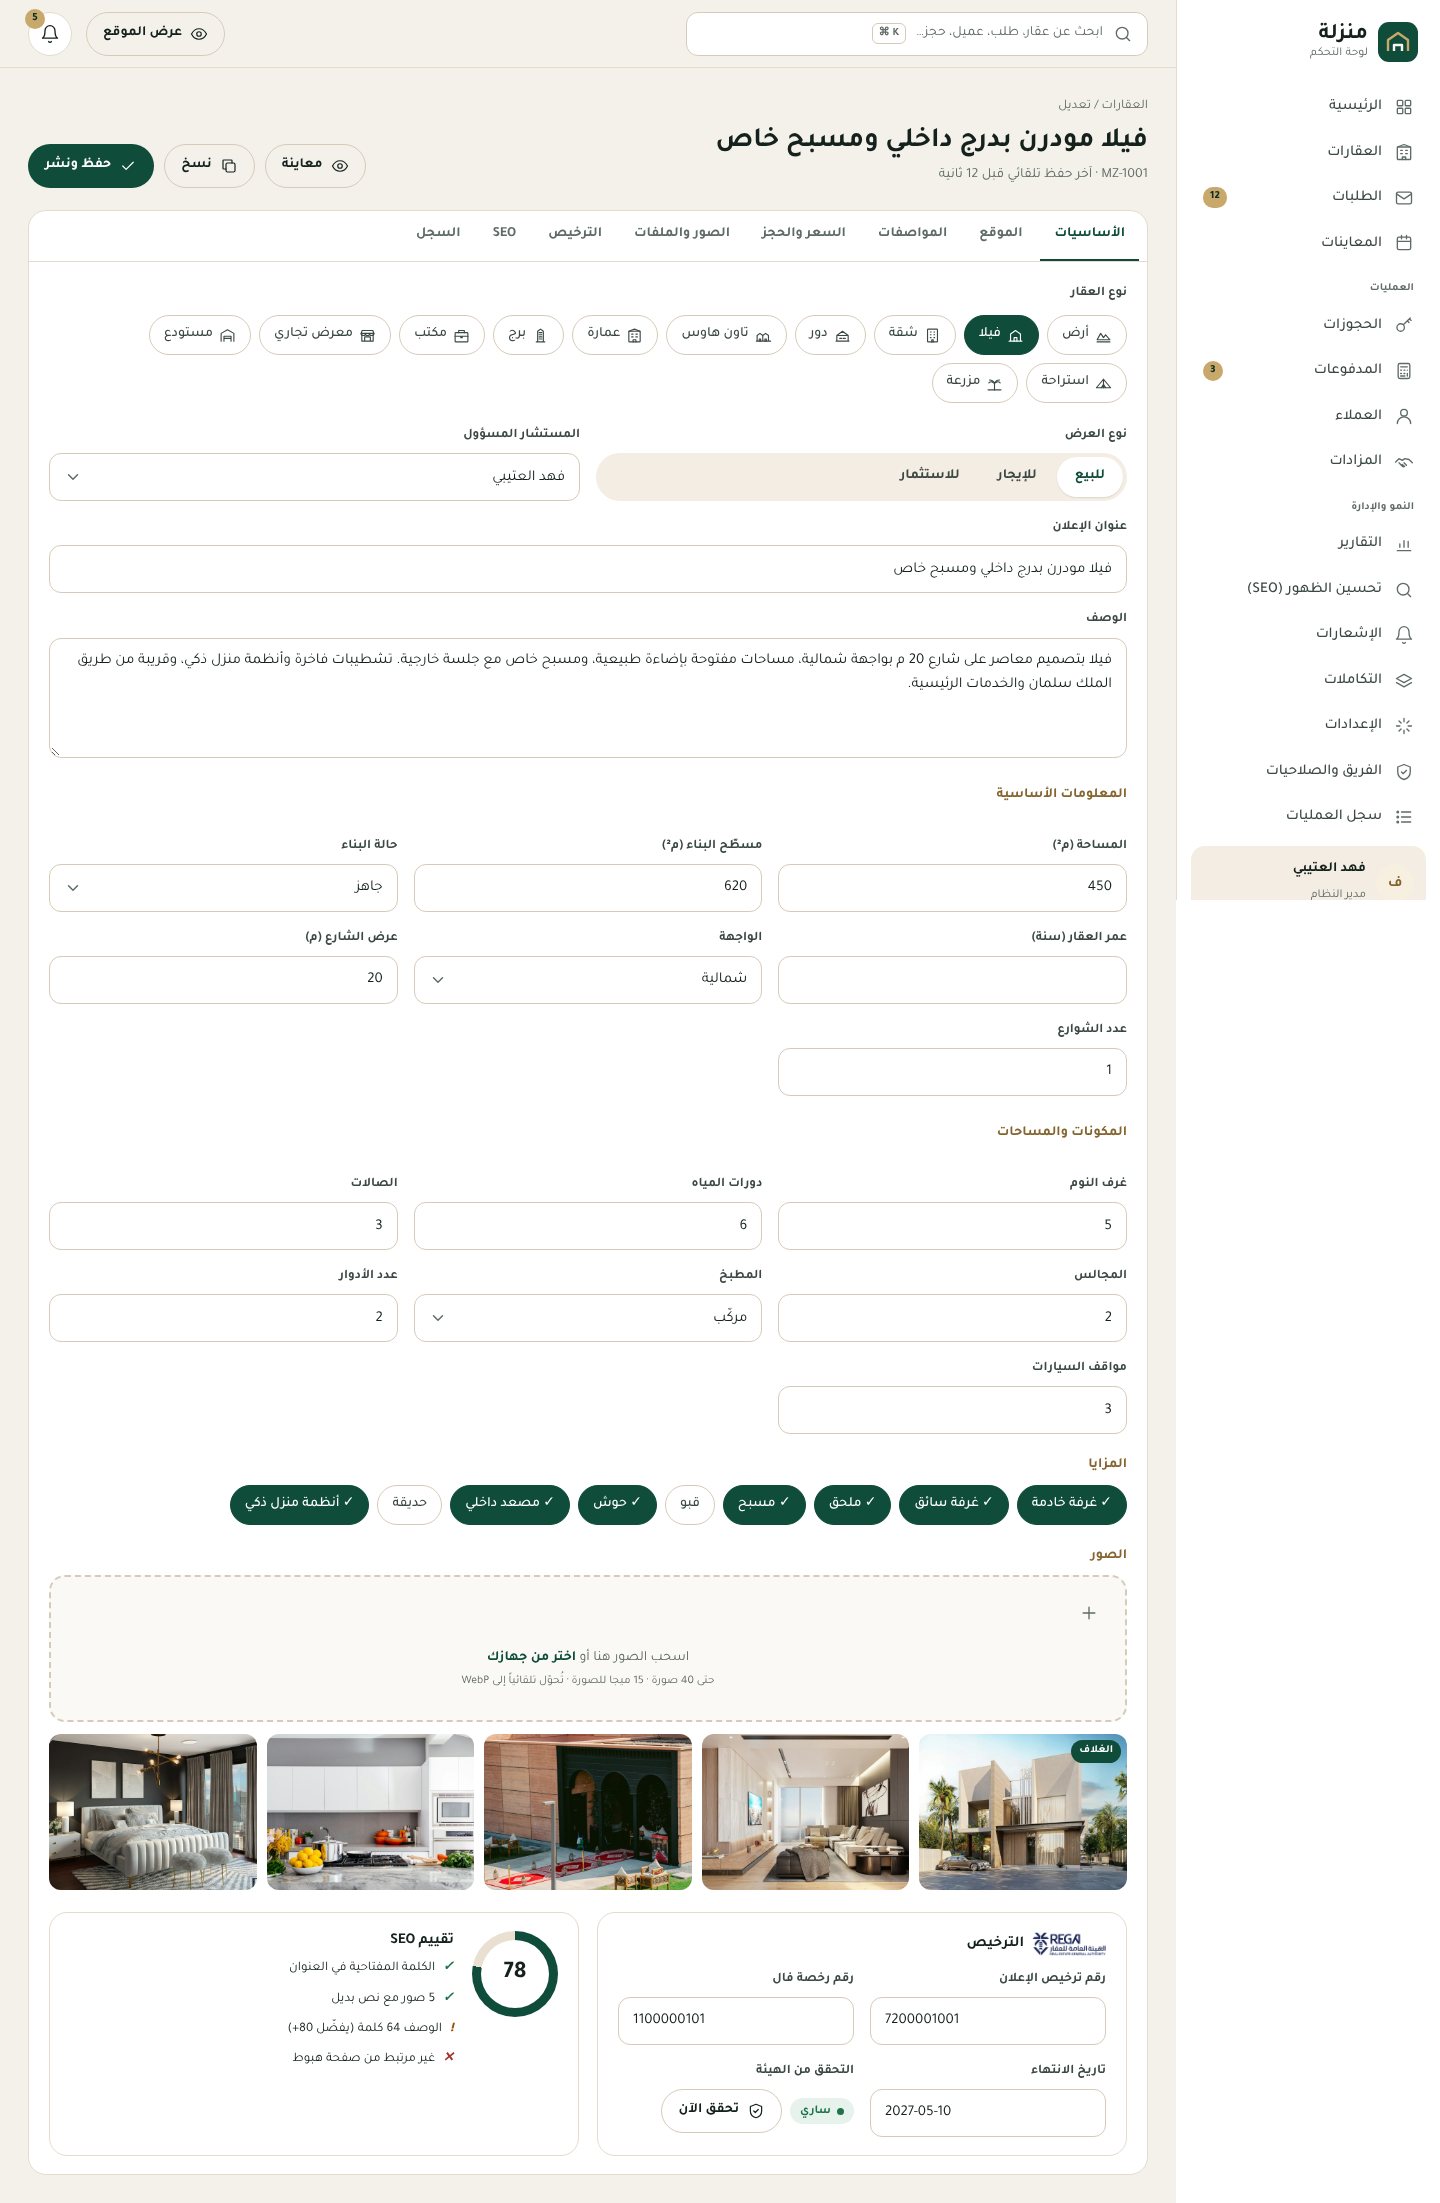 منزلة
لوحة التحكم
الرئيسية
العقارات
الطلبات 12
المعاينات
العمليات
الحجوزات
المدفوعات 3
العملاء
المزادات
النمو والإدارة
التقارير
تحسين الظهور (SEO)
الإشعارات
التكاملات
الإعدادات
الفريق والصلاحيات
سجل العمليات
ف
فهد العتيبي
مدير النظام
ابحث عن عقار، طلب، عميل، حجز... ⌘ K
عرض الموقع
5
العقارات / تعديل
فيلا مودرن بدرج داخلي ومسبح خاص
MZ-1001 · آخر حفظ تلقائي قبل 12 ثانية
معاينة نسخ حفظ ونشر
الأساسيات الموقع المواصفات السعر والحجز الصور والملفات الترخيص SEO السجل
نوع العقار
أرض فيلا شقة دور تاون هاوس عمارة برج مكتب معرض تجاري مستودع
استراحة مزرعة
نوع العرض المستشار المسؤول
للبيع للإيجار للاستثمار فهد العتيبي
عنوان الإعلان
فيلا مودرن بدرج داخلي ومسبح خاص
الوصف
فيلا بتصميم معاصر على شارع 20 م بواجهة شمالية، مساحات مفتوحة بإضاءة طبيعية، ومسبح خاص مع جلسة خارجية. تشطيبات فاخرة وأنظمة منزل ذكي، وقريبة من طريق
الملك سلمان والخدمات الرئيسية.
المعلومات الأساسية
المساحة (م²) مسطّح البناء (م²) حالة البناء
450 620 جاهز
عمر العقار (سنة) الواجهة عرض الشارع (م)
شمالية 20
عدد الشوارع
1
المكونات والمساحات
غرف النوم دورات المياه الصالات
5 6 3
المجالس المطبخ عدد الأدوار
2 مركّب 2
مواقف السيارات
3
المزايا
✓ غرفة خادمة ✓ غرفة سائق ✓ ملحق ✓ مسبح قبو ✓ حوش ✓ مصعد داخلي حديقة ✓ أنظمة منزل ذكي
الصور
اسحب الصور هنا أو اختر من جهازك
حتى 40 صورة · 15 ميجا للصورة · تُحوّل تلقائياً إلى WebP
الغلاف
REGA
الهيئة العامة للعقار
REAL ESTATE GENERAL AUTHORITY
الترخيص
رقم ترخيص الإعلان رقم رخصة فال
7200001001 1100000101
تاريخ الانتهاء التحقق من الهيئة
2027-05-10 ساري تحقق الآن
78
تقييم SEO
✓ الكلمة المفتاحية في العنوان
✓ 5 صور مع نص بديل
! الوصف 64 كلمة (يفضّل 80+)
✕ غير مرتبط من صفحة هبوط